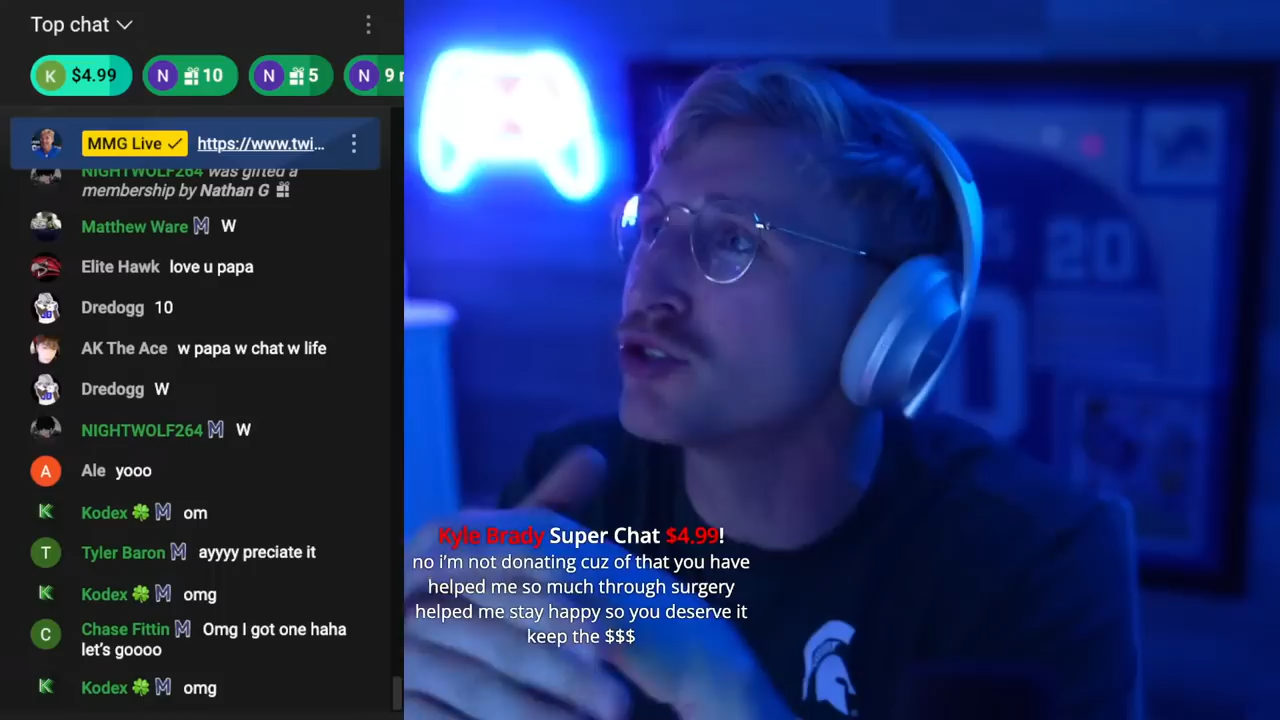 Top chat
K $4.99
N 10
N 5
N 9
MMG Live https://www.twi...
NIGHTWOLF264 was gifted a
membership by Nathan G
Matthew Ware M W
Elite Hawk love u papa
Dredogg 10
AK The Ace w papa w chat w life
Dredogg W
NIGHTWOLF264 M W
A Ale yooo
K Kodex 🍀 M om
T Tyler Baron M ayyyy preciate it
K Kodex 🍀 M omg
C Chase Fittin M Omg I got one haha
let's goooo
K Kodex 🍀 M omg
20
Kyle Brady Super Chat $4.99!
no i'm not donating cuz of that you have
helped me so much through surgery
helped me stay happy so you deserve it
keep the $$$